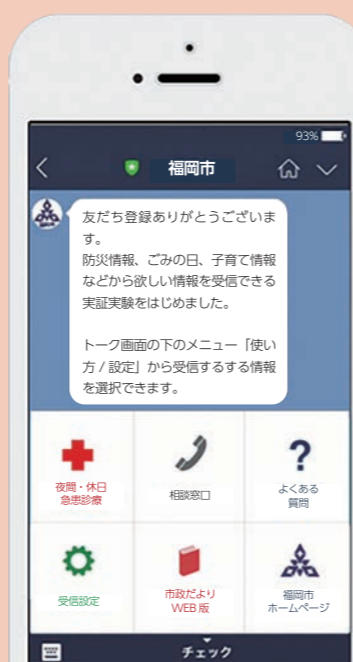 93%
福岡市
友だち登録ありがとうございま
す。
防災情報、ごみの日、子育て情報
などから欲しい情報を受信できる
実証実験をはじめました。
トーク画面の下のメニュー「使い
方 / 設定」から受信するする情報
を選択できます。
夜間・休日
急患診療
相談窓口
?
よくある
質問
受信設定
市政だより
WEB 版
福岡市
ホームページ
チェック